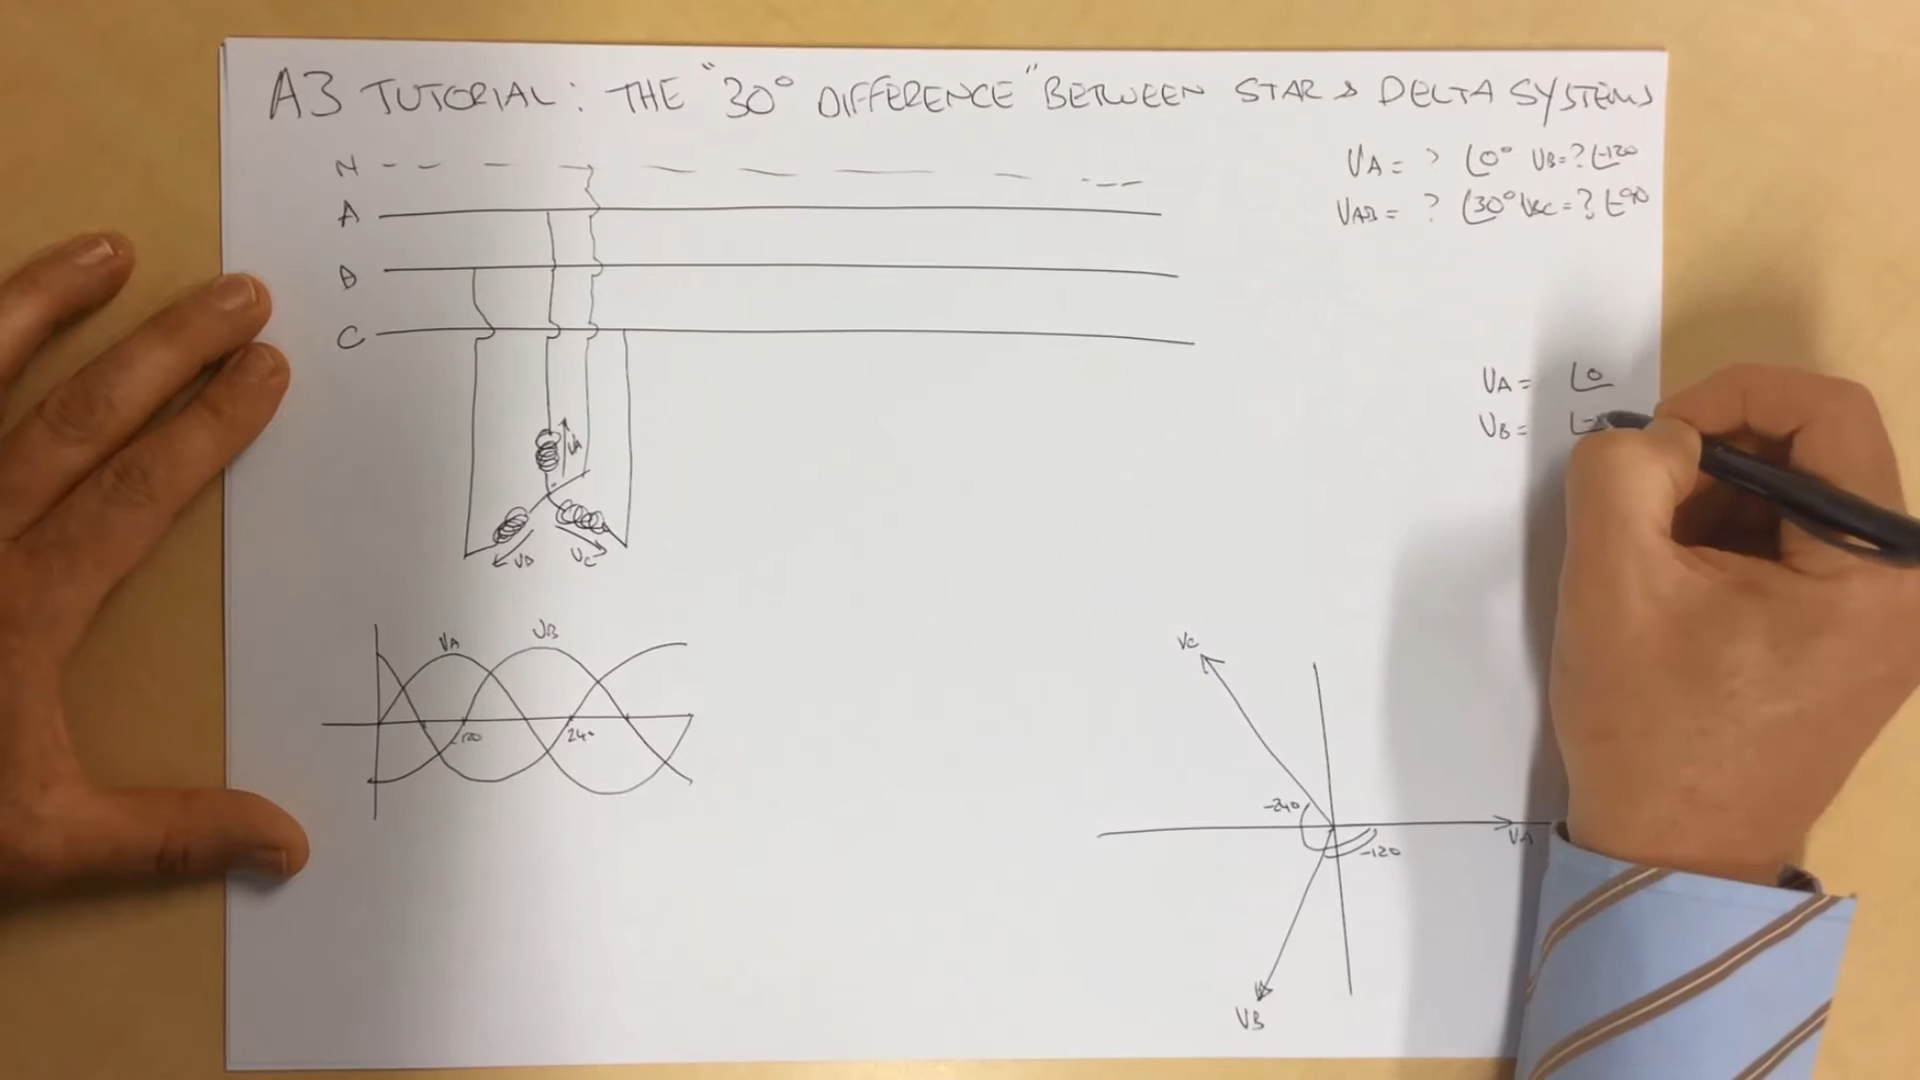 A3 TUTORIAL: THE "30° DIFFERENCE" BETWEEN STAR & DELTA SYSTEMS
VA = ? ∠0° VB = ? ∠-120
VAB = ? ∠30° VBC = ? ∠-90
N
A
B
C
VA = ∠0
VB = ∠-
VA
VB VC
VA VB
120 240
VC
-240
VA
-120
VB